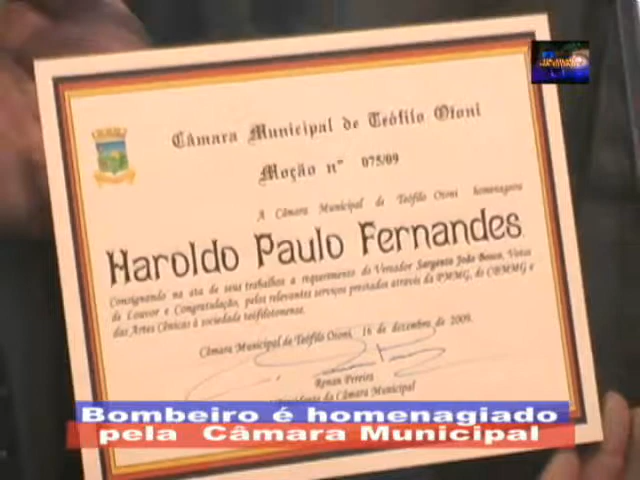 Câmara Municipal de Teófilo Otoni
Moção nº 075/09
A Câmara Municipal de Teófilo Otoni homenageia
Haroldo Paulo Fernandes
Consignando na ata de seus trabalhos a requerimento do Vereador Sargento João Bosco, Votos
de Louvor e Congratulação, pelos relevantes serviços prestados através da PMMG, do CBMMG e
das Artes Cênicas à sociedade teófilotonense.
Câmara Municipal de Teófilo Otoni, 16 de dezembro de 2009.
Renan Pereira
Presidente da Câmara Municipal
Bombeiro é homenagiado
pela Câmara Municipal